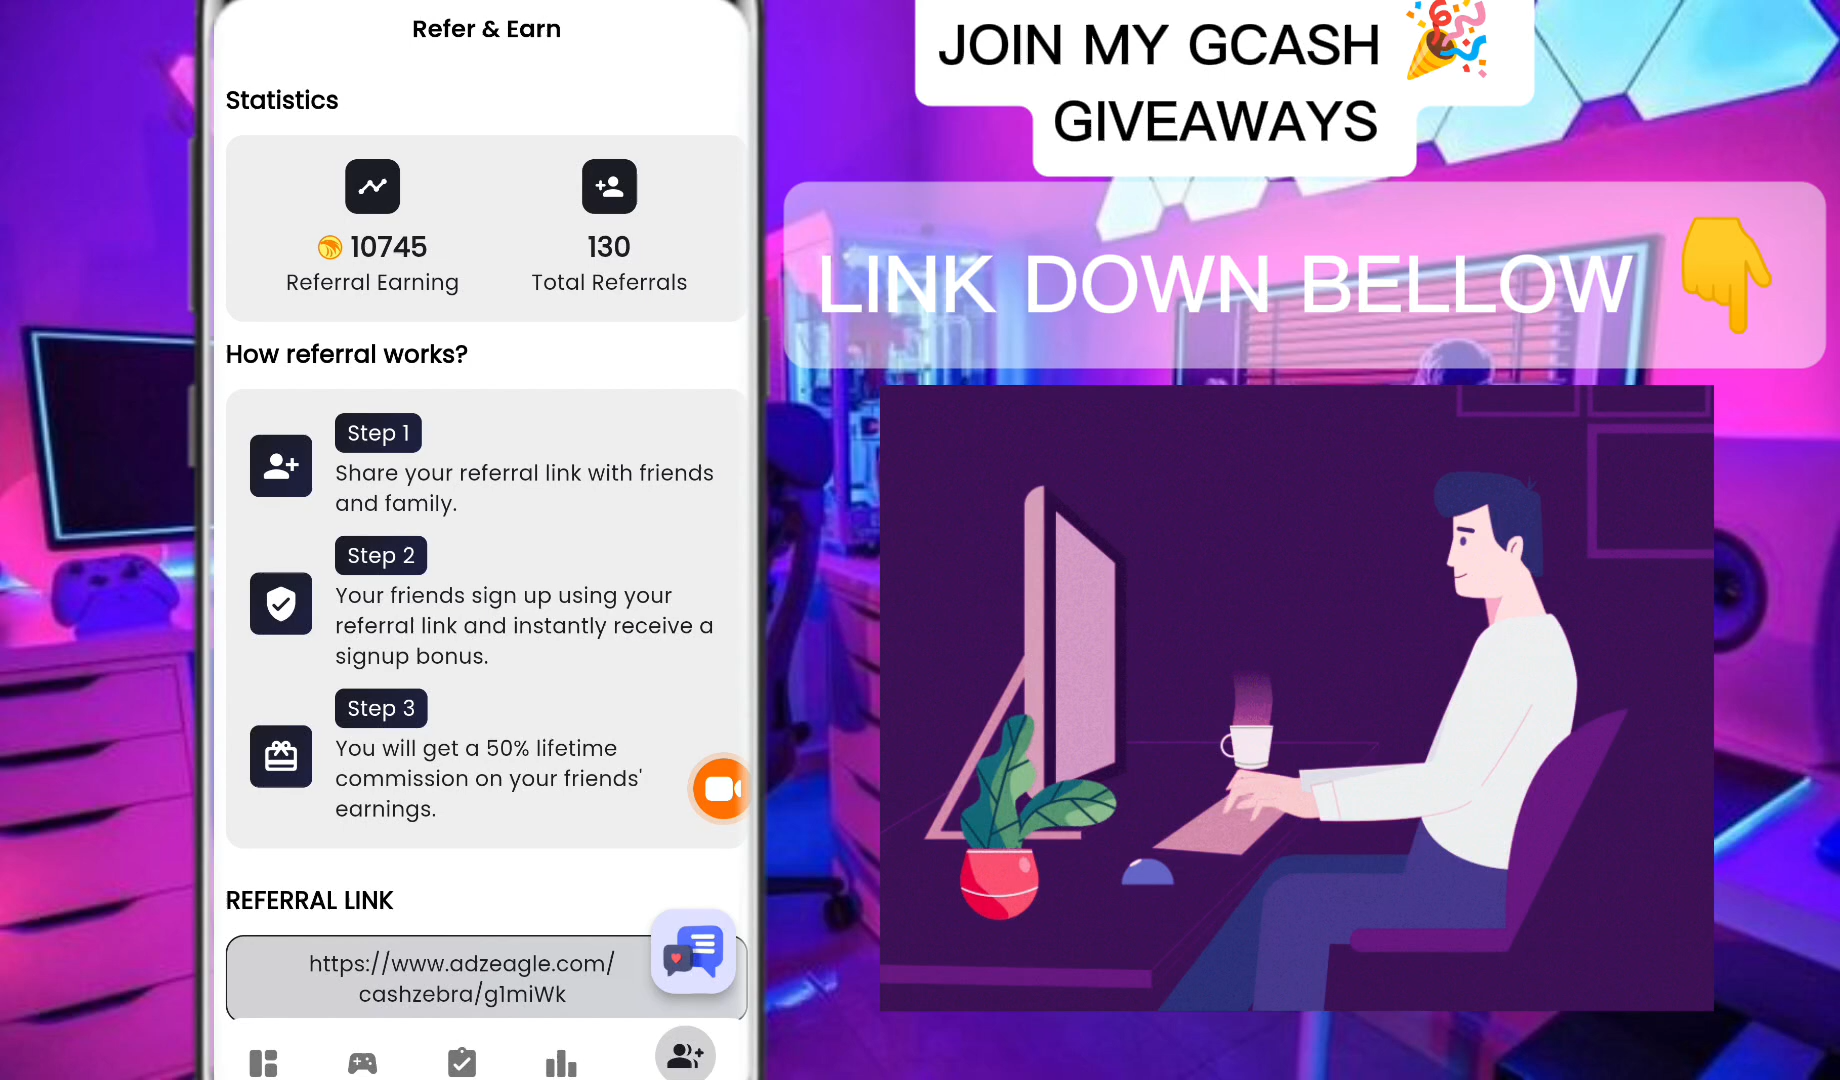 Refer & Earn
Statistics
10745
Referral Earning
130
Total Referrals
How referral works?
Step 1
Share your referral link with friends
and family.
Step 2
Your friends sign up using your
referral link and instantly receive a
signup bonus.
Step 3
You will get a 50% lifetime
commission on your friends'
earnings.
REFERRAL LINK
https://www.adzeagle.com/
cashzebra/g1miWk
JOIN MY GCASH
GIVEAWAYS
LINK DOWN BELLOW